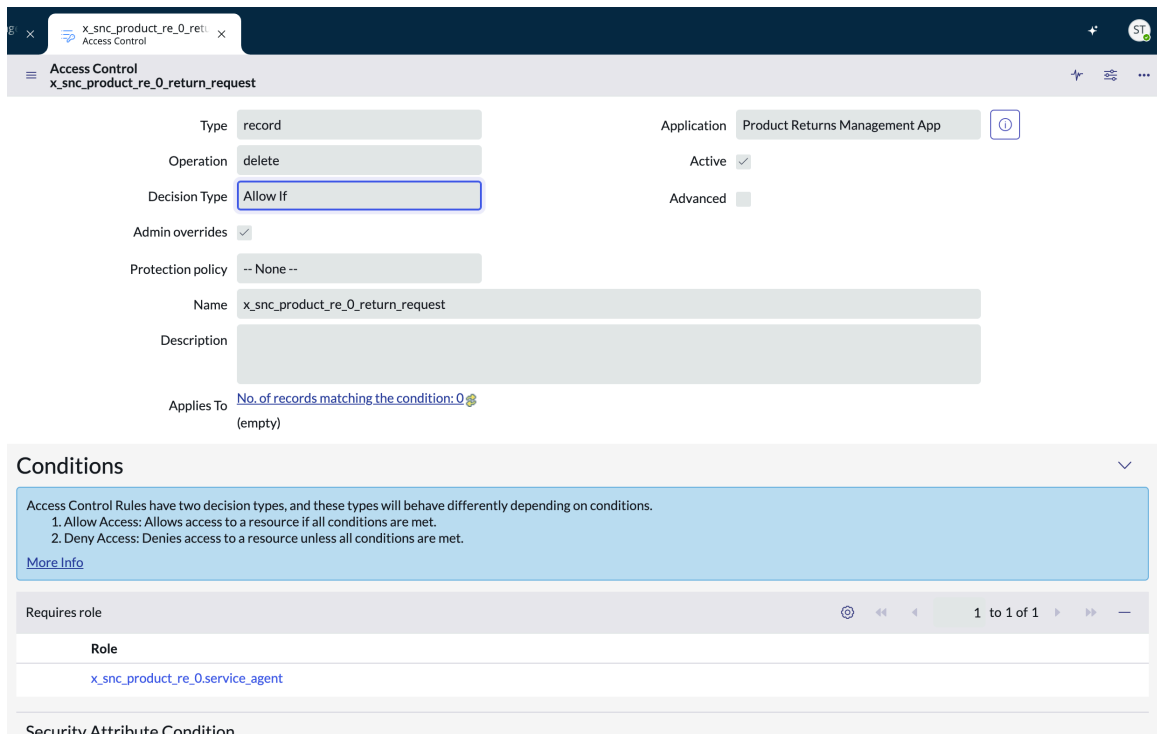 x_snc_product_re_0_retu
Access Control
ST
Access Control
x_snc_product_re_0_return_request
Type record
Application Product Returns Management App
Operation delete
Active
Decision Type Allow If
Advanced
Admin overrides
Protection policy -- None --
Name x_snc_product_re_0_return_request
Description
Applies To No. of records matching the condition: 0
(empty)
Conditions
Access Control Rules have two decision types, and these types will behave differently depending on conditions.
1. Allow Access: Allows access to a resource if all conditions are met.
2. Deny Access: Denies access to a resource unless all conditions are met.
More Info
Requires role 1 to 1 of 1
Role
x_snc_product_re_0.service_agent
Security Attribute Condition